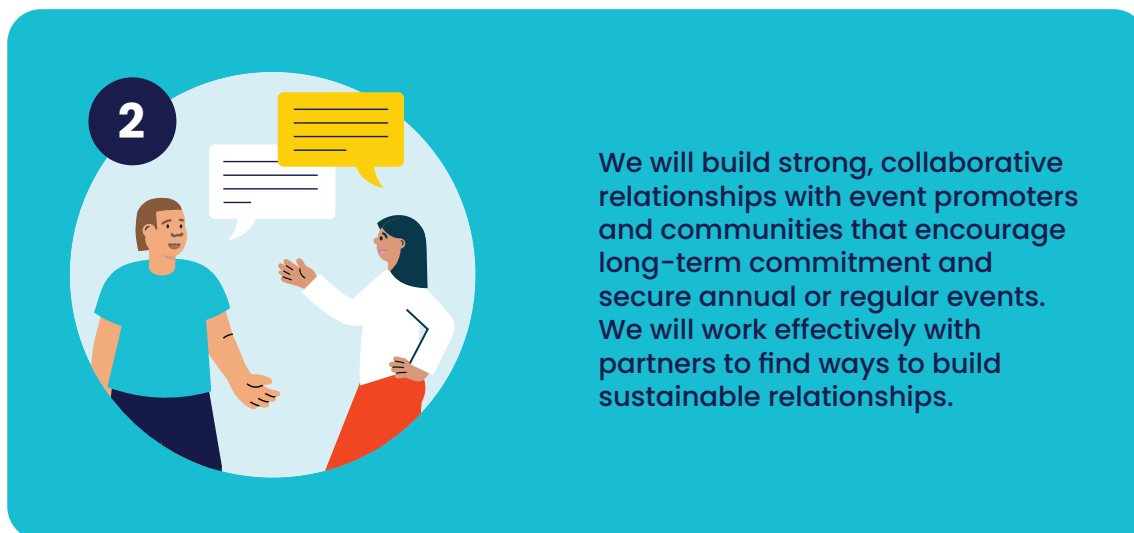 2
We will build strong, collaborative
relationships with event promoters
and communities that encourage
long-term commitment and
secure annual or regular events.
We will work effectively with
partners to find ways to build
sustainable relationships.